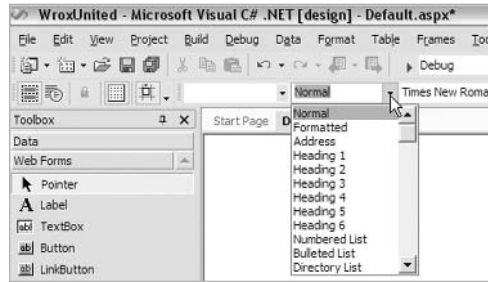 WroxUnited - Microsoft Visual C# .NET [design] - Default.aspx*
File Edit View Project Build Debug Data Format Table Frames
Debug
Normal Times New Roma
Toolbox Start Page
Data
Web Forms
Pointer
Label
TextBox
Button
LinkButton
Normal
Formatted
Address
Heading 1
Heading 2
Heading 3
Heading 4
Heading 5
Heading 6
Numbered List
Bulleted List
Directory List